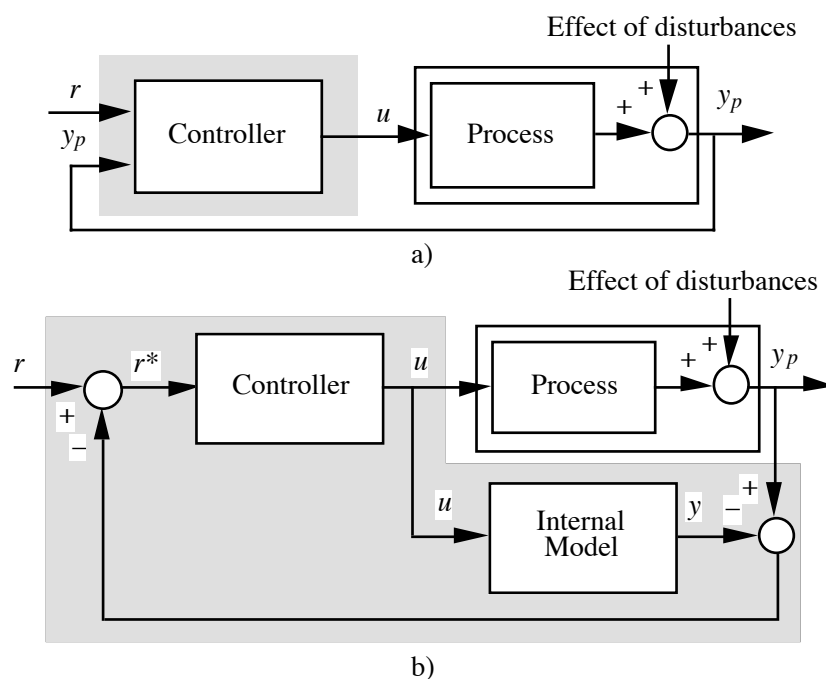 Effect of disturbances
r
y_p
Controller
u
Process
+
+
y_p
a)
Effect of disturbances
r
+
−
r*
Controller
u
Process
+
+
y_p
u
Internal
Model
y
−
+
b)